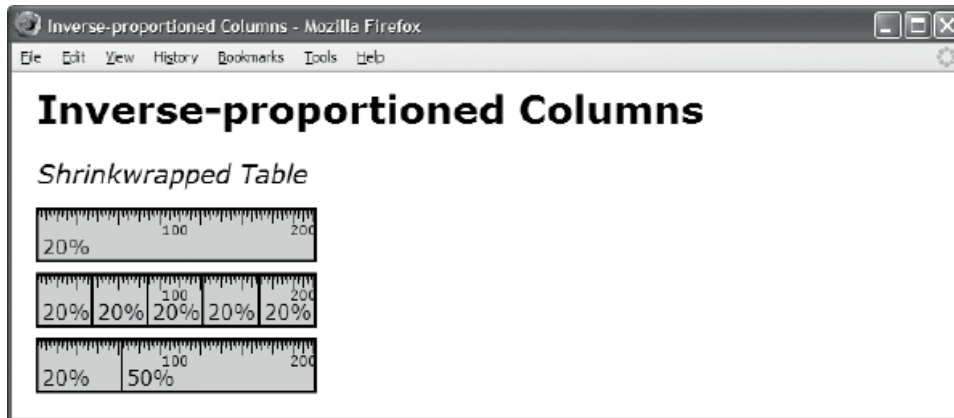 Inverse-proportioned Columns - Mozilla Firefox
File Edit View History Bookmarks Tools Help
Inverse-proportioned Columns
Shrinkwrapped Table
100 200
20%
100 200
20% 20% 20% 20% 20%
100 200
20% 50%